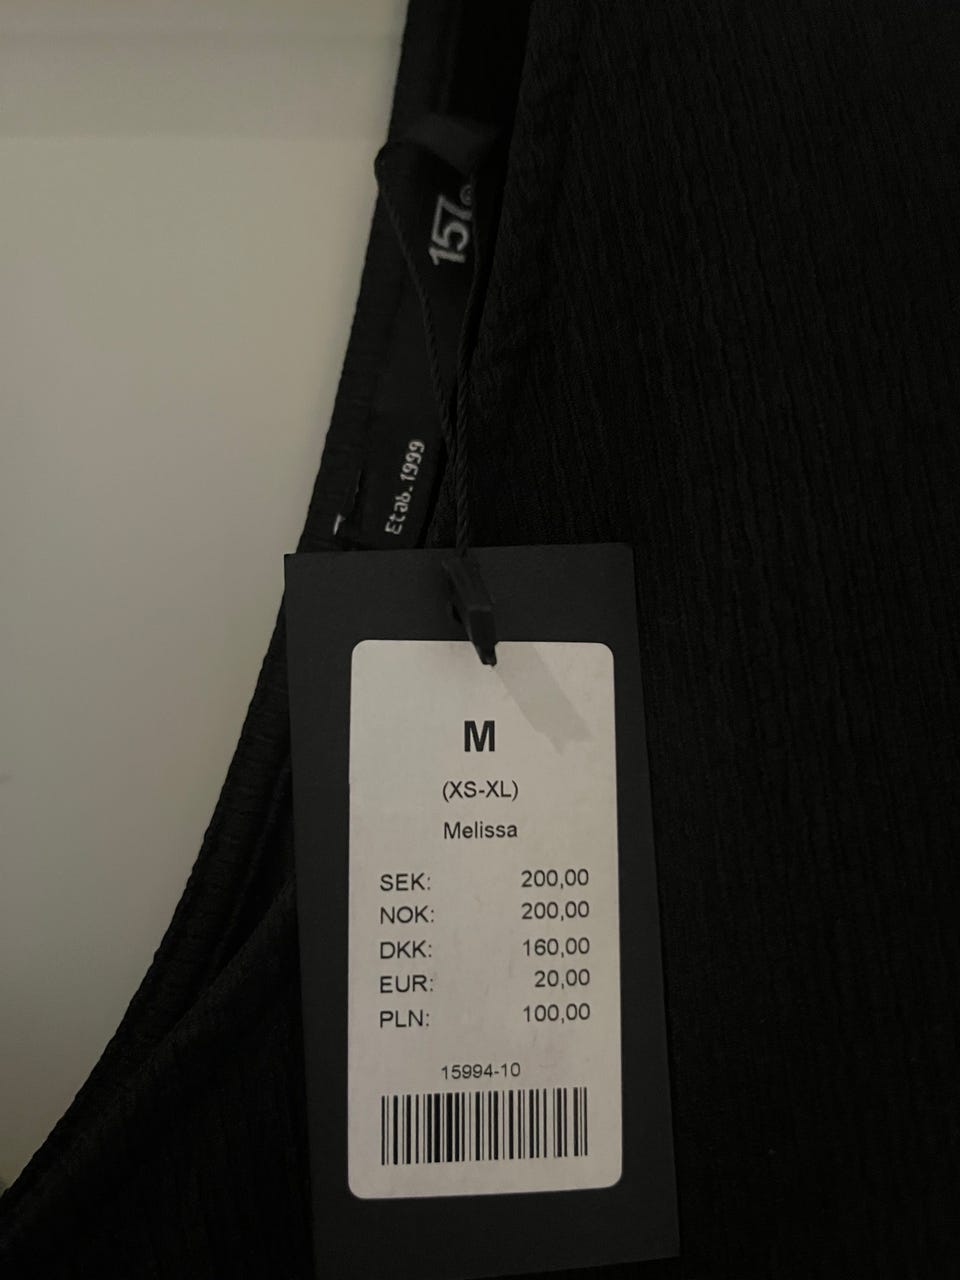 157
Etab. 1999
M
(XS-XL)
Melissa
SEK: 200,00
NOK: 200,00
DKK: 160,00
EUR: 20,00
PLN: 100,00
15994-10